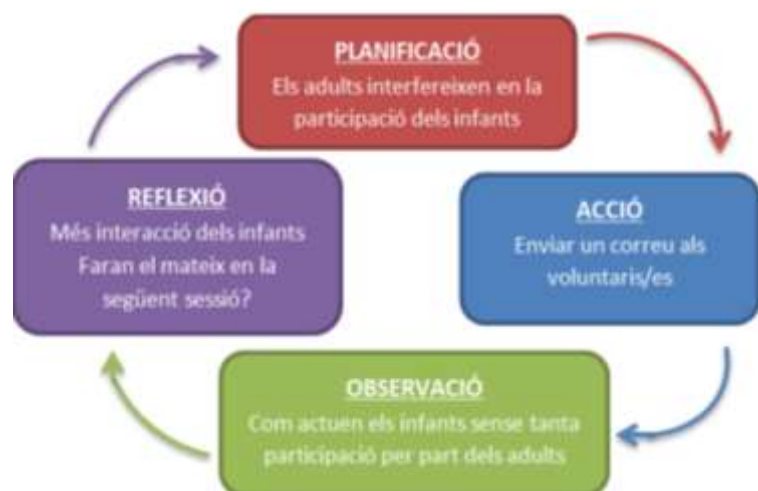 PLANIFICACIÓ
Els adults interfereixen en la
participació dels infants
ACCIÓ
Enviar un correu als
voluntaris/es
OBSERVACIÓ
Com actuen els infants sense tanta
participació per part dels adults
REFLEXIÓ
Més interacció dels infants
Faran el mateix en la
següent sessió?